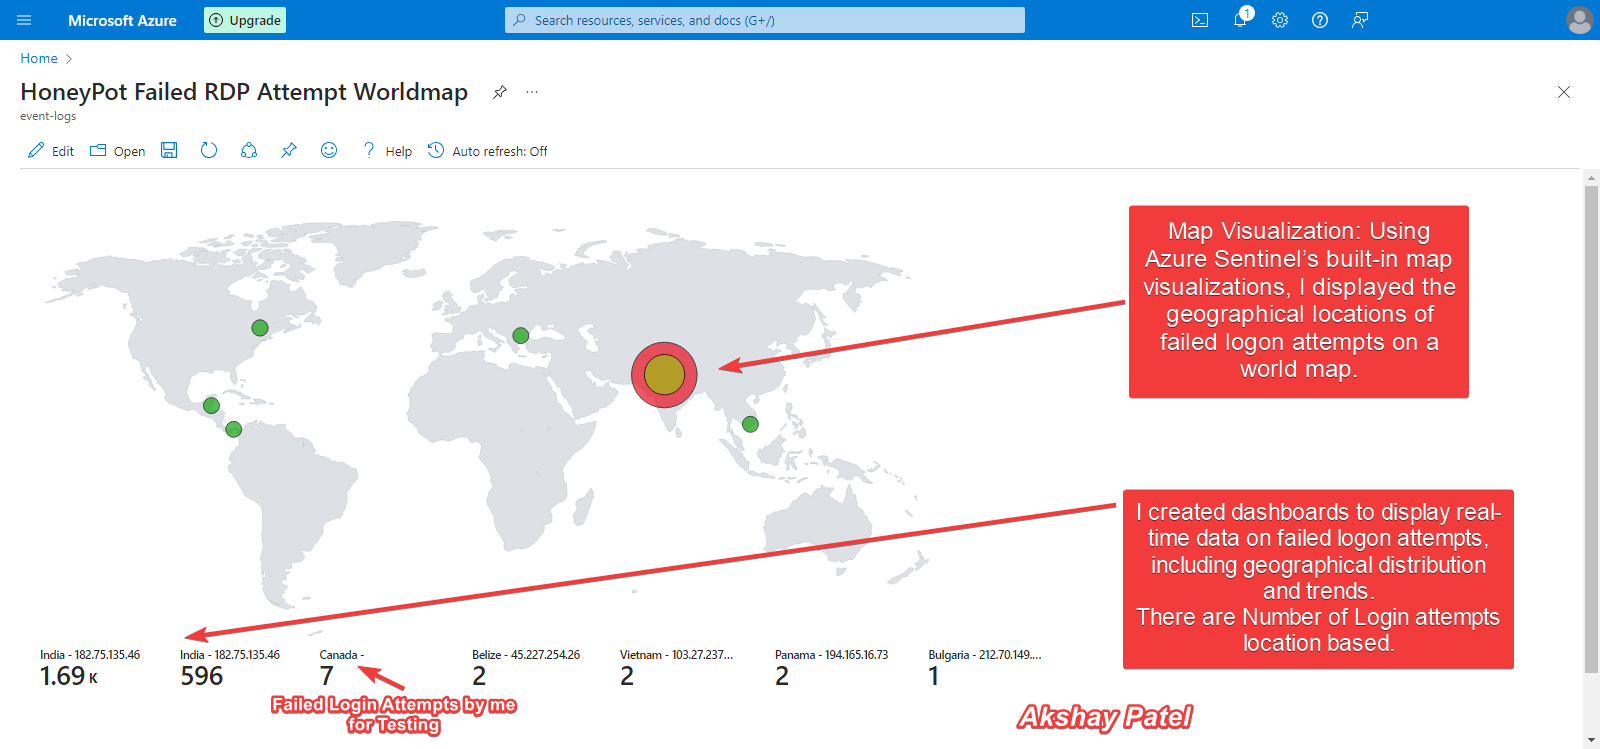 Microsoft Azure
Upgrade
Search resources, services, and docs (G+/)
1
Home
HoneyPot Failed RDP Attempt Worldmap
...
event-logs
Edit
Open
Help
Auto refresh: Off
Map Visualization: Using
Azure Sentinel’s built-in map
visualizations, I displayed the
geographical locations of
failed logon attempts on a
world map.
I created dashboards to display real-
time data on failed logon attempts,
including geographical distribution
and trends.
There are Number of Login attempts
location based.
India - 182.75.135.46
1.69 K
India - 182.75.135.46
596
Canada -
7
Belize - 45.227.254.26
2
Vietnam - 103.27.237...
2
Panama - 194.165.16.73
2
Bulgaria - 212.70.149....
1
Failed Login Attempts by me
for Testing
Akshay Patel